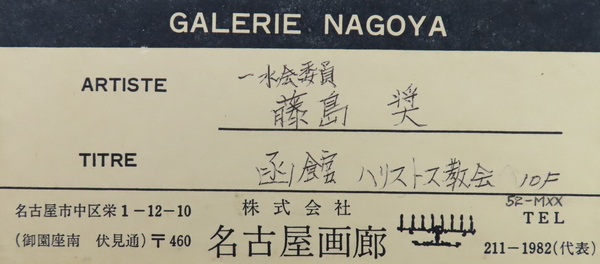 GALERIE NAGOYA
ARTISTE 一水会委員
藤島 奨
TITRE 函館 ハリストス教会 10F
52-MXX
名古屋市中区栄1-12-10
(御園座南 伏見通)〒460
株式会社
名古屋画廊
TEL
211-1982(代表)